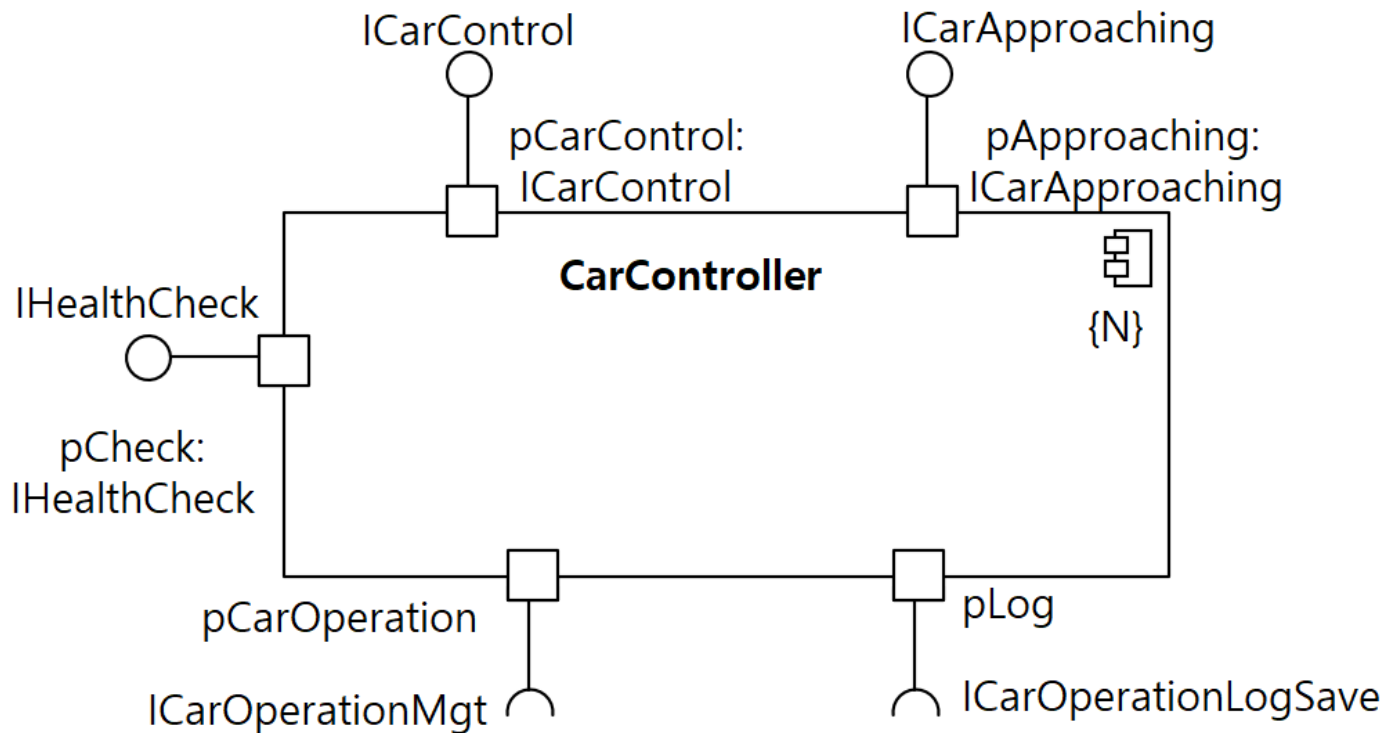 ICarControl
ICarApproaching
pCarControl:
ICarControl
pApproaching:
ICarApproaching
CarController
{N}
IHealthCheck
pCheck:
IHealthCheck
pCarOperation
pLog
ICarOperationMgt
ICarOperationLogSave